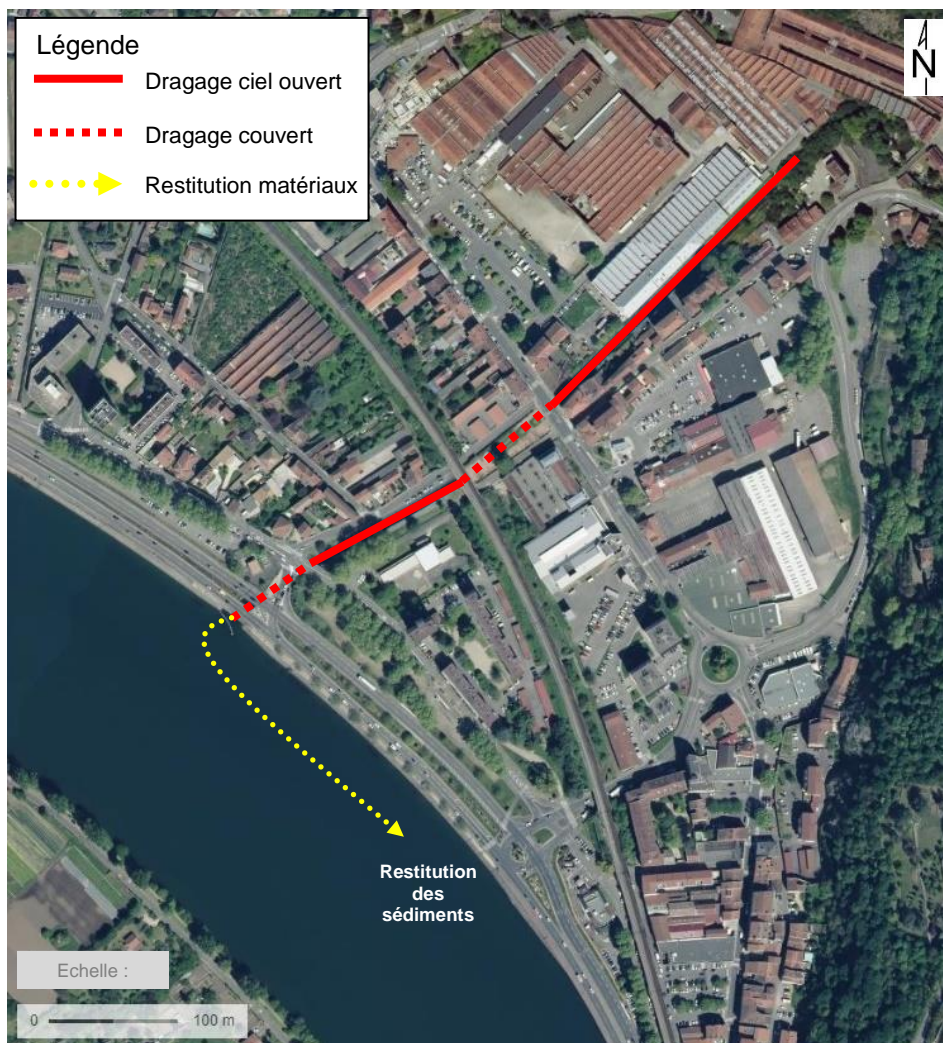 Légende
Dragage ciel ouvert
Dragage couvert
Restitution matériaux
N
Restitution
des
sédiments
Echelle :
0 100 m